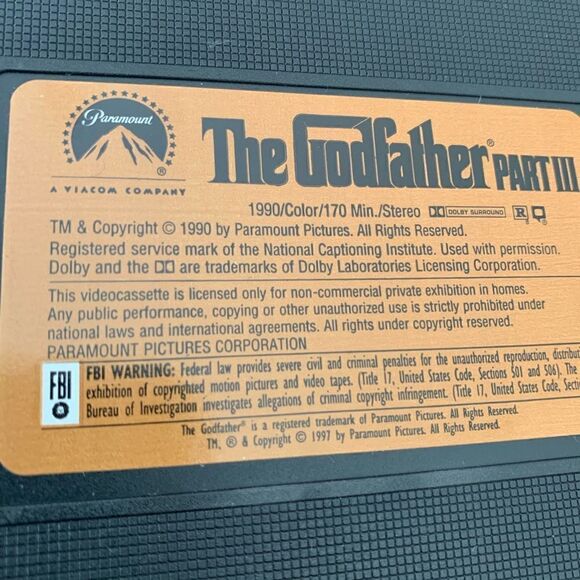 Paramount
®
A VIACOM COMPANY
The Godfather® PART III
1990/Color/170 Min./Stereo DOLBY SURROUND R
TM & Copyright © 1990 by Paramount Pictures. All Rights Reserved.
Registered service mark of the National Captioning Institute. Used with permission.
Dolby and the are trademarks of Dolby Laboratories Licensing Corporation.
This videocassette is licensed only for non-commercial private exhibition in homes.
Any public performance, copying or other unauthorized use is strictly prohibited under
national laws and international agreements. All rights under copyright reserved.
PARAMOUNT PICTURES CORPORATION
FBI
FBI WARNING: Federal law provides severe civil and criminal penalties for the unauthorized reproduction, distribut
exhibition of copyrighted motion pictures and video tapes. (Title 17, United States Code, Sections 501 and 506). The
Bureau of Investigation investigates allegations of criminal copyright infringement. (Title 17, United States Code, Secti
The Godfather® is a registered trademark of Paramount Pictures. All Rights Reserved.
TM, ® & Copyright © 1997 by Paramount Pictures. All Rights Reserved.